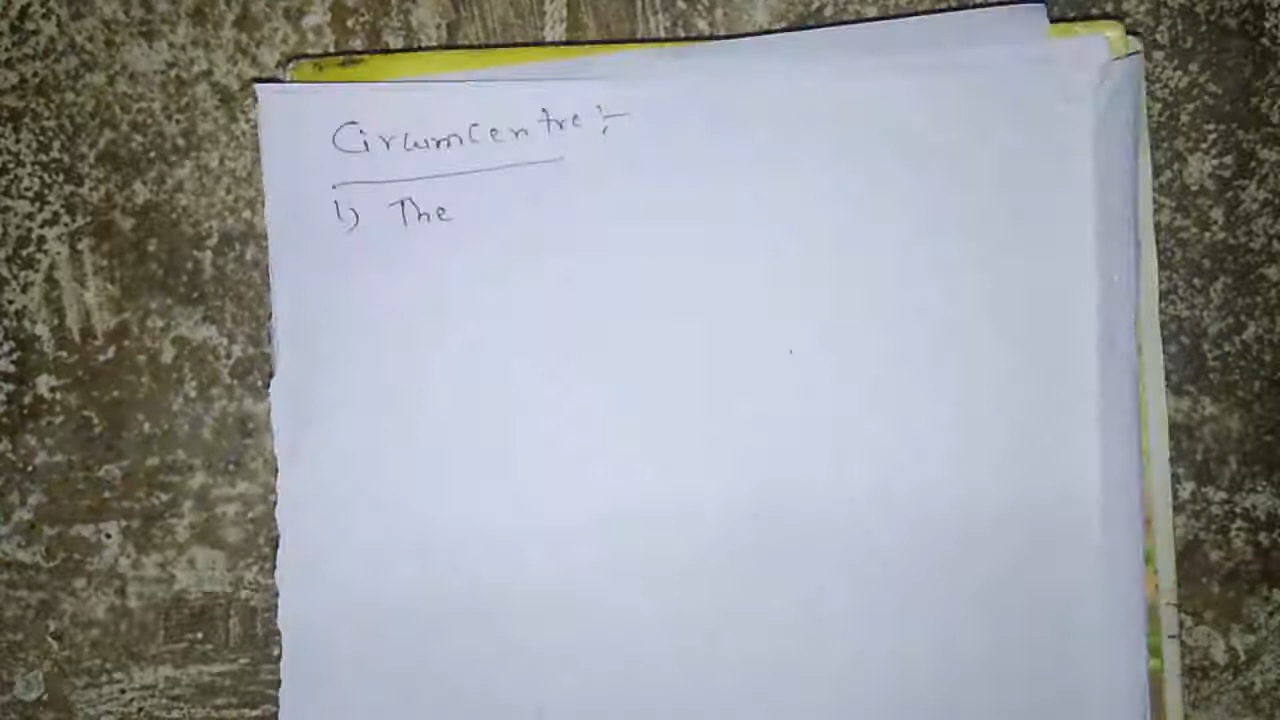 Circumcentre :-
1) The